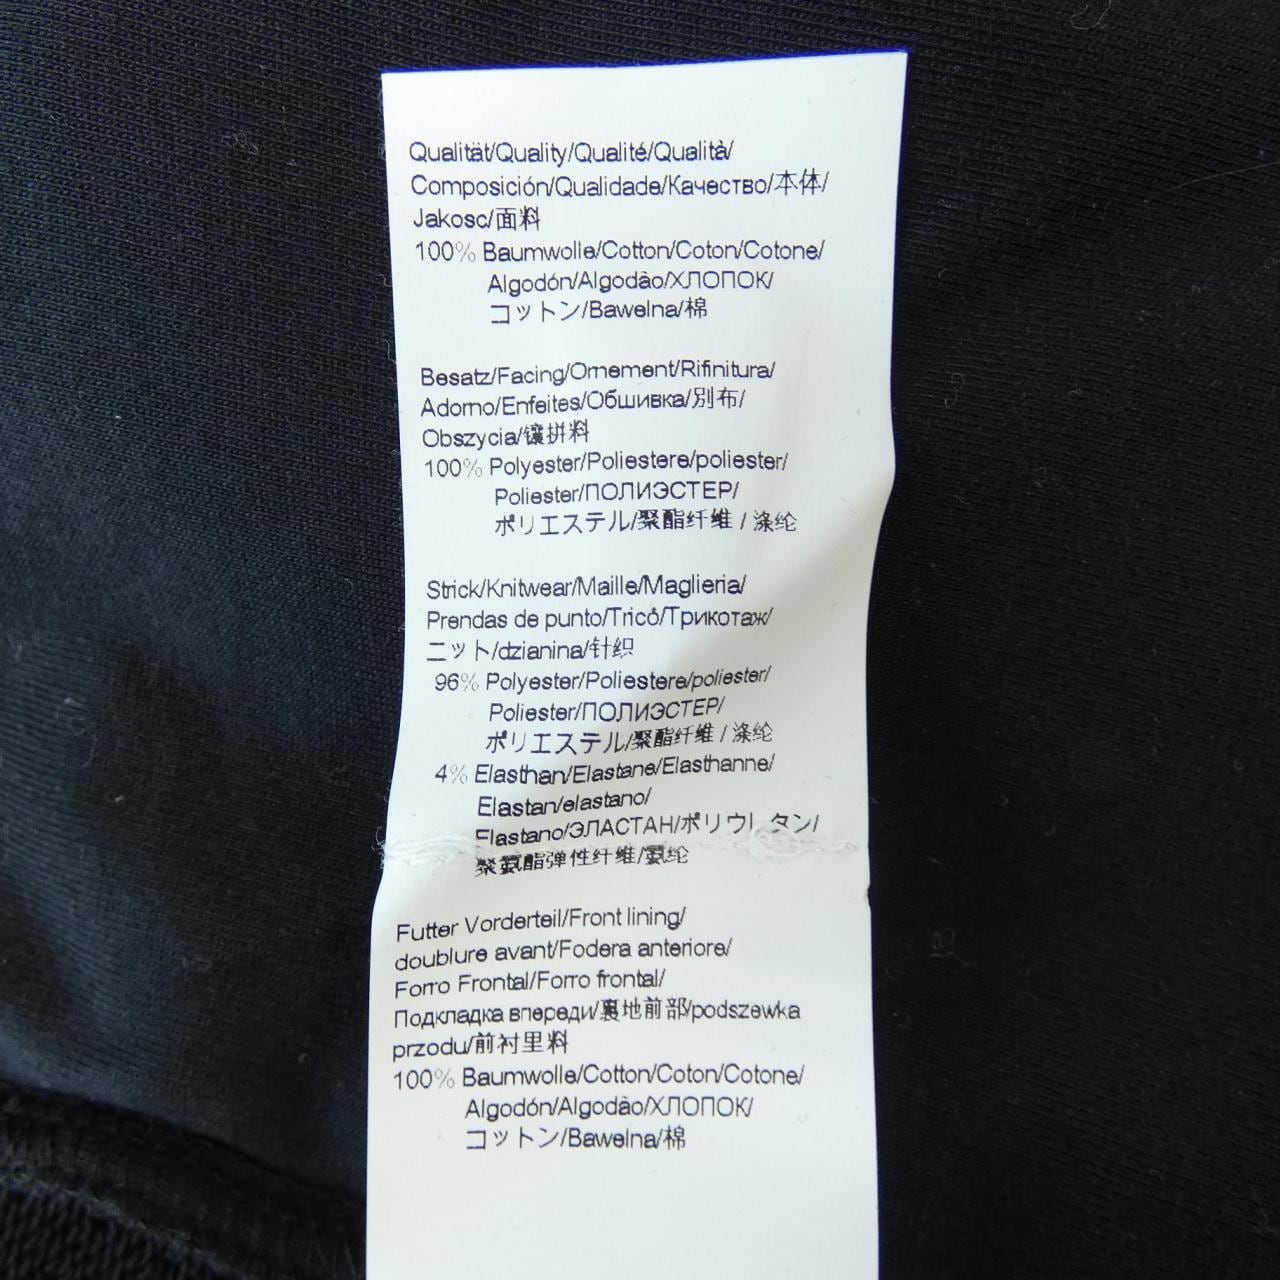 Qualität/Quality/Qualité/Qualità/
Composición/Qualidade/Качество/本体/
Jakosc/面料
100% Baumwolle/Cotton/Coton/Cotone/
Algodón/Algodão/ХЛОПОК/
コットン/Bawelna/棉
Besatz/Facing/Ornement/Rifinitura/
Adorno/Enfeites/Обшивка/別布/
Obszycia/镶拼料
100% Polyester/Poliestere/poliester/
Poliester/ПОЛИЭСТЕР/
ポリエステル/聚酯纤维 / 涤纶
Strick/Knitwear/Maille/Maglieria/
Prendas de punto/Tricô/Трикотаж/
ニット/dzianina/针织
96% Polyester/Poliestere/poliester/
Poliester/ПОЛИЭСТЕР/
ポリエステル/聚酯纤维 / 涤纶
4% Elasthan/Elastane/Elasthanne/
Elastan/elastano/
Elastano/ЭЛАСТАН/ポリウレタン/
聚氨酯弹性纤维/氨纶
Futter Vorderteil/Front lining/
doublure avant/Fodera anteriore/
Forro Frontal/Forro frontal/
Подкладка впереди/裏地前部/podszewka
przodu/前衬里料
100% Baumwolle/Cotton/Coton/Cotone/
Algodón/Algodão/ХЛОПОК/
コットン/Bawelna/棉